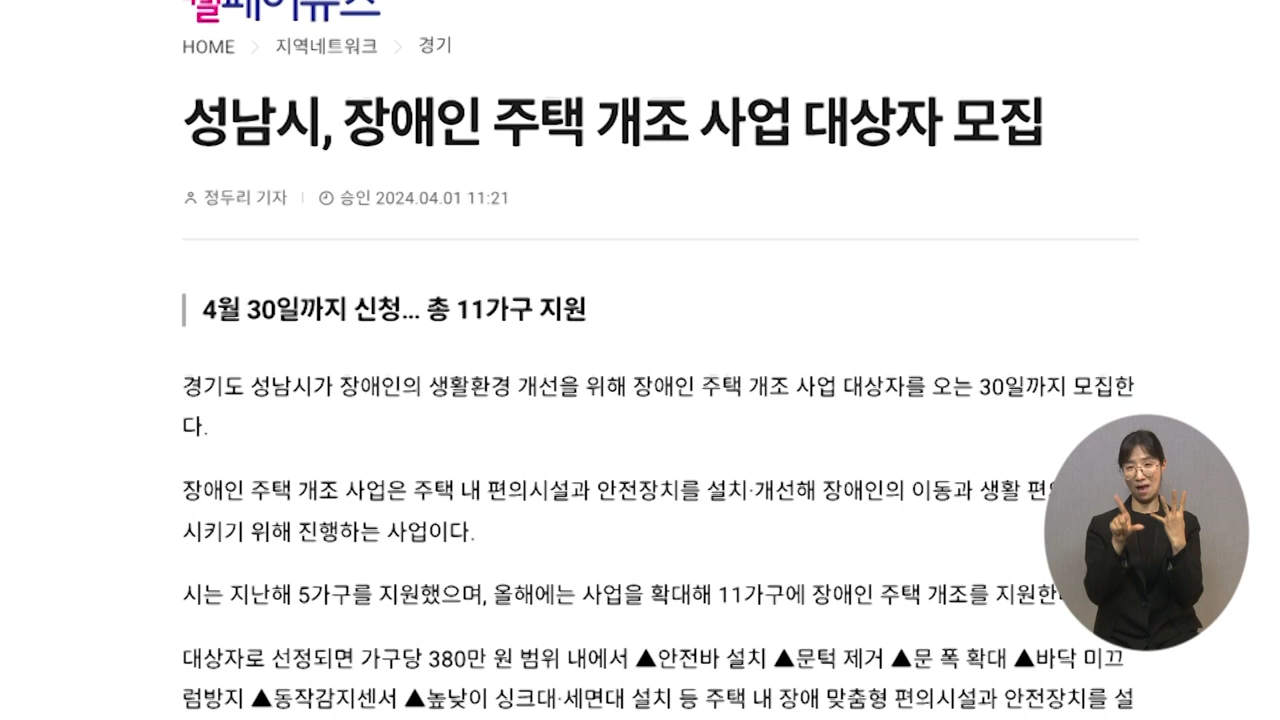 웰페어뉴스
HOME > 지역네트워크 > 경기
성남시, 장애인 주택 개조 사업 대상자 모집
정두리 기자 | 승인 2024.04.01 11:21
4월 30일까지 신청... 총 11가구 지원
경기도 성남시가 장애인의 생활환경 개선을 위해 장애인 주택 개조 사업 대상자를 오는 30일까지 모집한
다.
장애인 주택 개조 사업은 주택 내 편의시설과 안전장치를 설치·개선해 장애인의 이동과 생활
시키기 위해 진행하는 사업이다.
시는 지난해 5가구를 지원했으며, 올해에는 사업을 확대해 11가구에 장애인 주택 개조를 지원한
대상자로 선정되면 가구당 380만 원 범위 내에서 ▲안전바 설치 ▲문턱 제거 ▲문 폭 확대 ▲바닥 미끄
럼방지 ▲동작감지센서 ▲높낮이 싱크대·세면대 설치 등 주택 내 장애 맞춤형 편의시설과 안전장치를 설